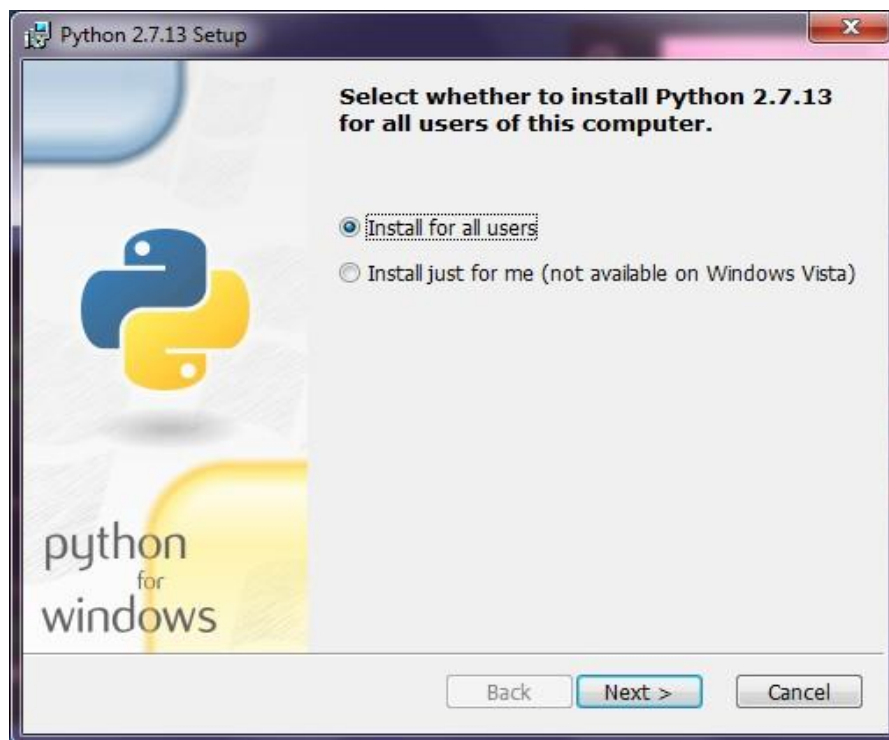 Python 2.7.13 Setup
Select whether to install Python 2.7.13
for all users of this computer.
Install for all users
Install just for me (not available on Windows Vista)
python
for
windows
Back
Next >
Cancel